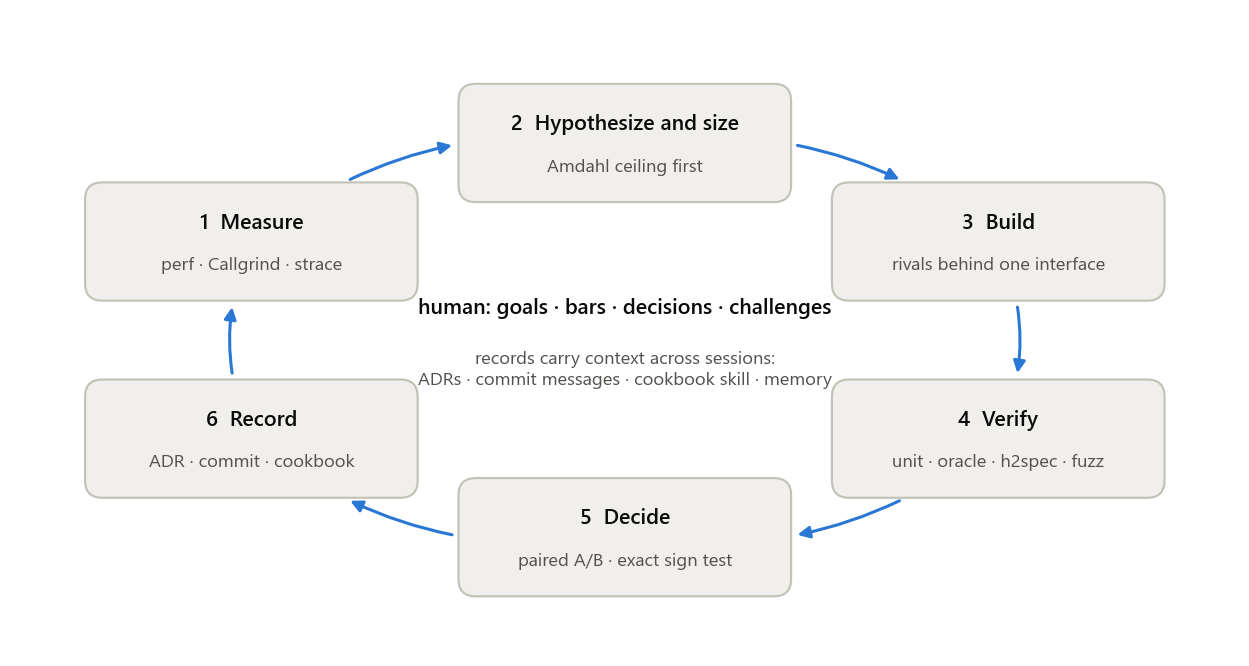 2  Hypothesize and size
Amdahl ceiling first
1  Measure
perf · Callgrind · strace
3  Build
rivals behind one interface
human: goals · bars · decisions · challenges
records carry context across sessions:
ADRs · commit messages · cookbook skill · memory
6  Record
ADR · commit · cookbook
4  Verify
unit · oracle · h2spec · fuzz
5  Decide
paired A/B · exact sign test